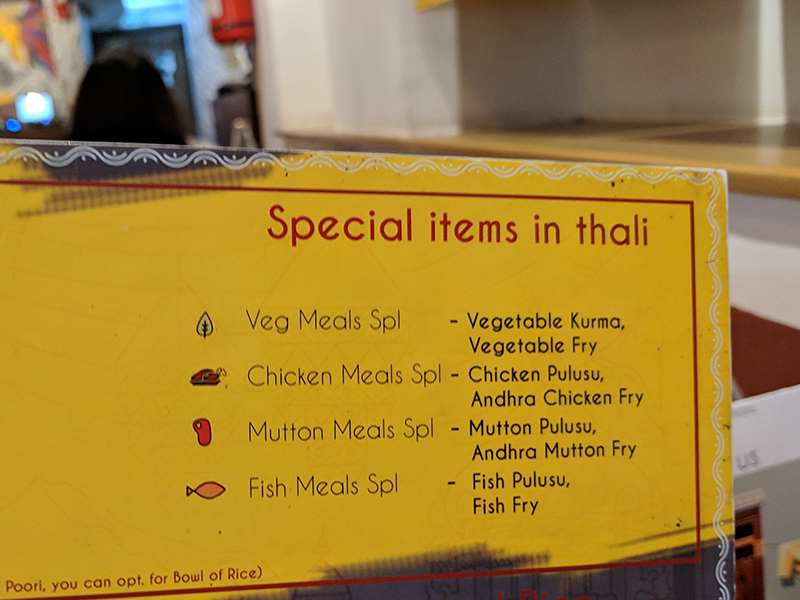 Special items in thali
Veg Meals Spl - Vegetable Kurma,
Vegetable Fry
Chicken Meals Spl - Chicken Pulusu,
Andhra Chicken Fry
Mutton Meals Spl - Mutton Pulusu,
Andhra Mutton Fry
Fish Meals Spl - Fish Pulusu,
Fish Fry
Poori, you can opt. for Bowl of Rice)
US